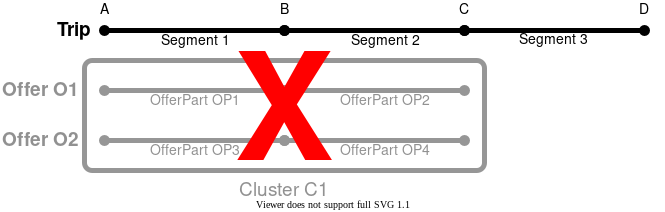 A B C D
Trip
Segment 1 Segment 2 Segment 3
Offer O1
OfferPart OP1 OfferPart OP2
Offer O2
OfferPart OP3 OfferPart OP4
Cluster C1
Viewer does not support full SVG 1.1